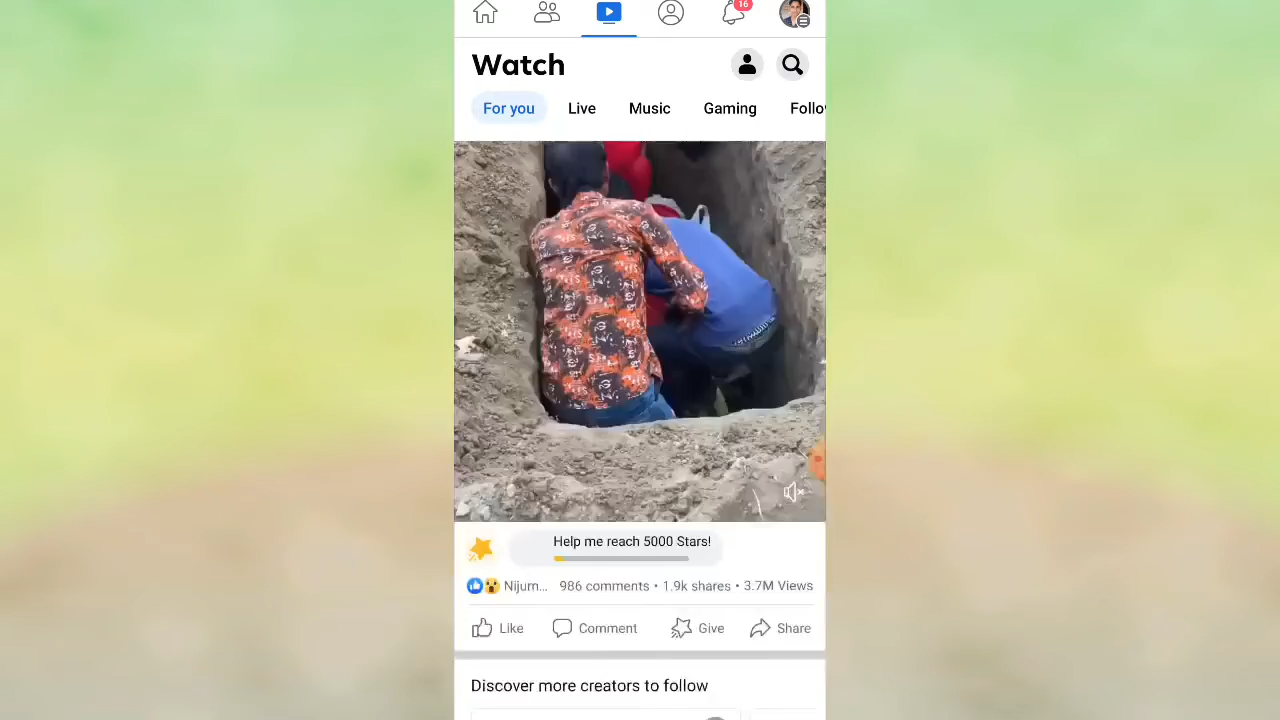 16
Watch
For you Live Music Gaming Follo
Help me reach 5000 Stars!
Nijum... 986 comments • 1.9k shares • 3.7M Views
Like Comment Give Share
Discover more creators to follow